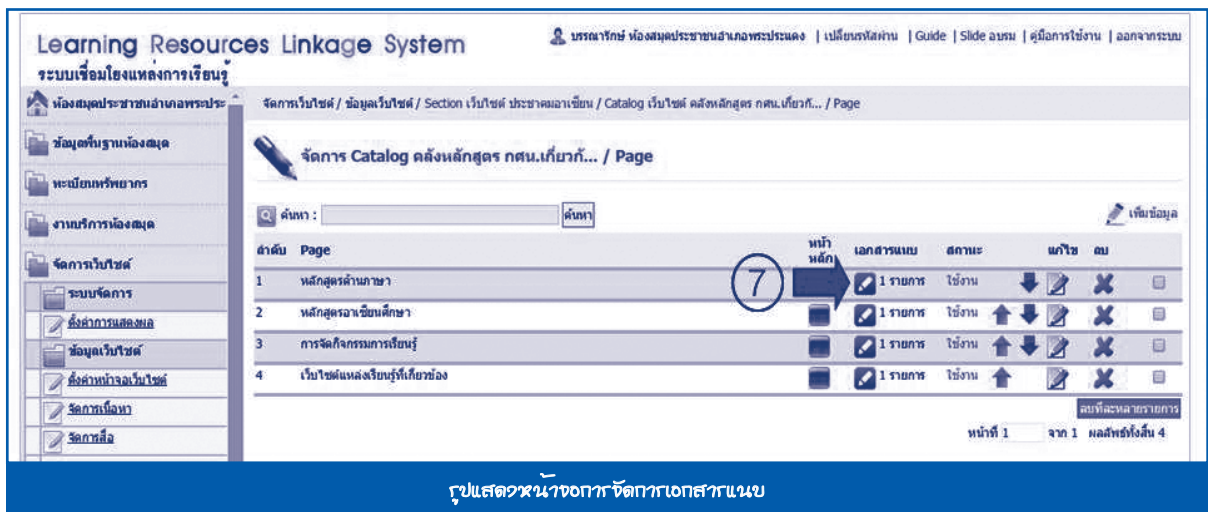 Learning Resources Linkage System
ระบบเชื่อมโยงแหล่งการเรียนรู้
บรรณารักษ์ ห้องสมุดประชาชนอำเภอพระประแดง | เปลี่ยนรหัสผ่าน | Guide | Slide อบรม | คู่มือการใช้งาน | ออกจากระบบ
ห้องสมุดประชาชนอำเภอพระประ
ข้อมูลพื้นฐานห้องสมุด
ทะเบียนทรัพยากร
งานบริการห้องสมุด
จัดการเว็บไซต์
ระบบจัดการ
ตั้งค่าการแสดงผล
ข้อมูลเว็บไซต์
ตั้งค่าหน้าจอเว็บไซต์
จัดการเนื้อหา
จัดการสื่อ
จัดการเว็บไซต์ / ข้อมูลเว็บไซต์ / Section เว็บไซต์ ประชาคมอาเซียน / Catalog เว็บไซต์ คลังหลักสูตร กศน.เกี่ยวกั... / Page
จัดการ Catalog คลังหลักสูตร กศน.เกี่ยวกั... / Page
ค้นหา : ค้นหา
เพิ่มข้อมูล
ลำดับ Page หน้าหลัก เอกสารแนบ สถานะ แก้ไข ลบ
1 หลักสูตรด้านภาษา 7 1 รายการ ใช้งาน
2 หลักสูตรอาเซียนศึกษา 1 รายการ ใช้งาน
3 การจัดกิจกรรมการเรียนรู้ 1 รายการ ใช้งาน
4 เว็บไซต์แหล่งเรียนรู้ที่เกี่ยวข้อง 1 รายการ ใช้งาน
ลบทีละหลายรายการ
หน้าที่ 1 จาก 1 ผลลัพธ์ทั้งสิ้น 4
รูปแสดงหน้าจอการจัดการเอกสารแนบ